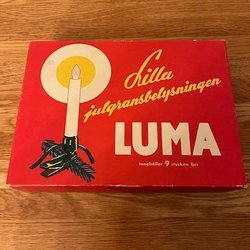 Lilla
julgransbelysningen
LUMA
Innehåller 9 stycken ljus